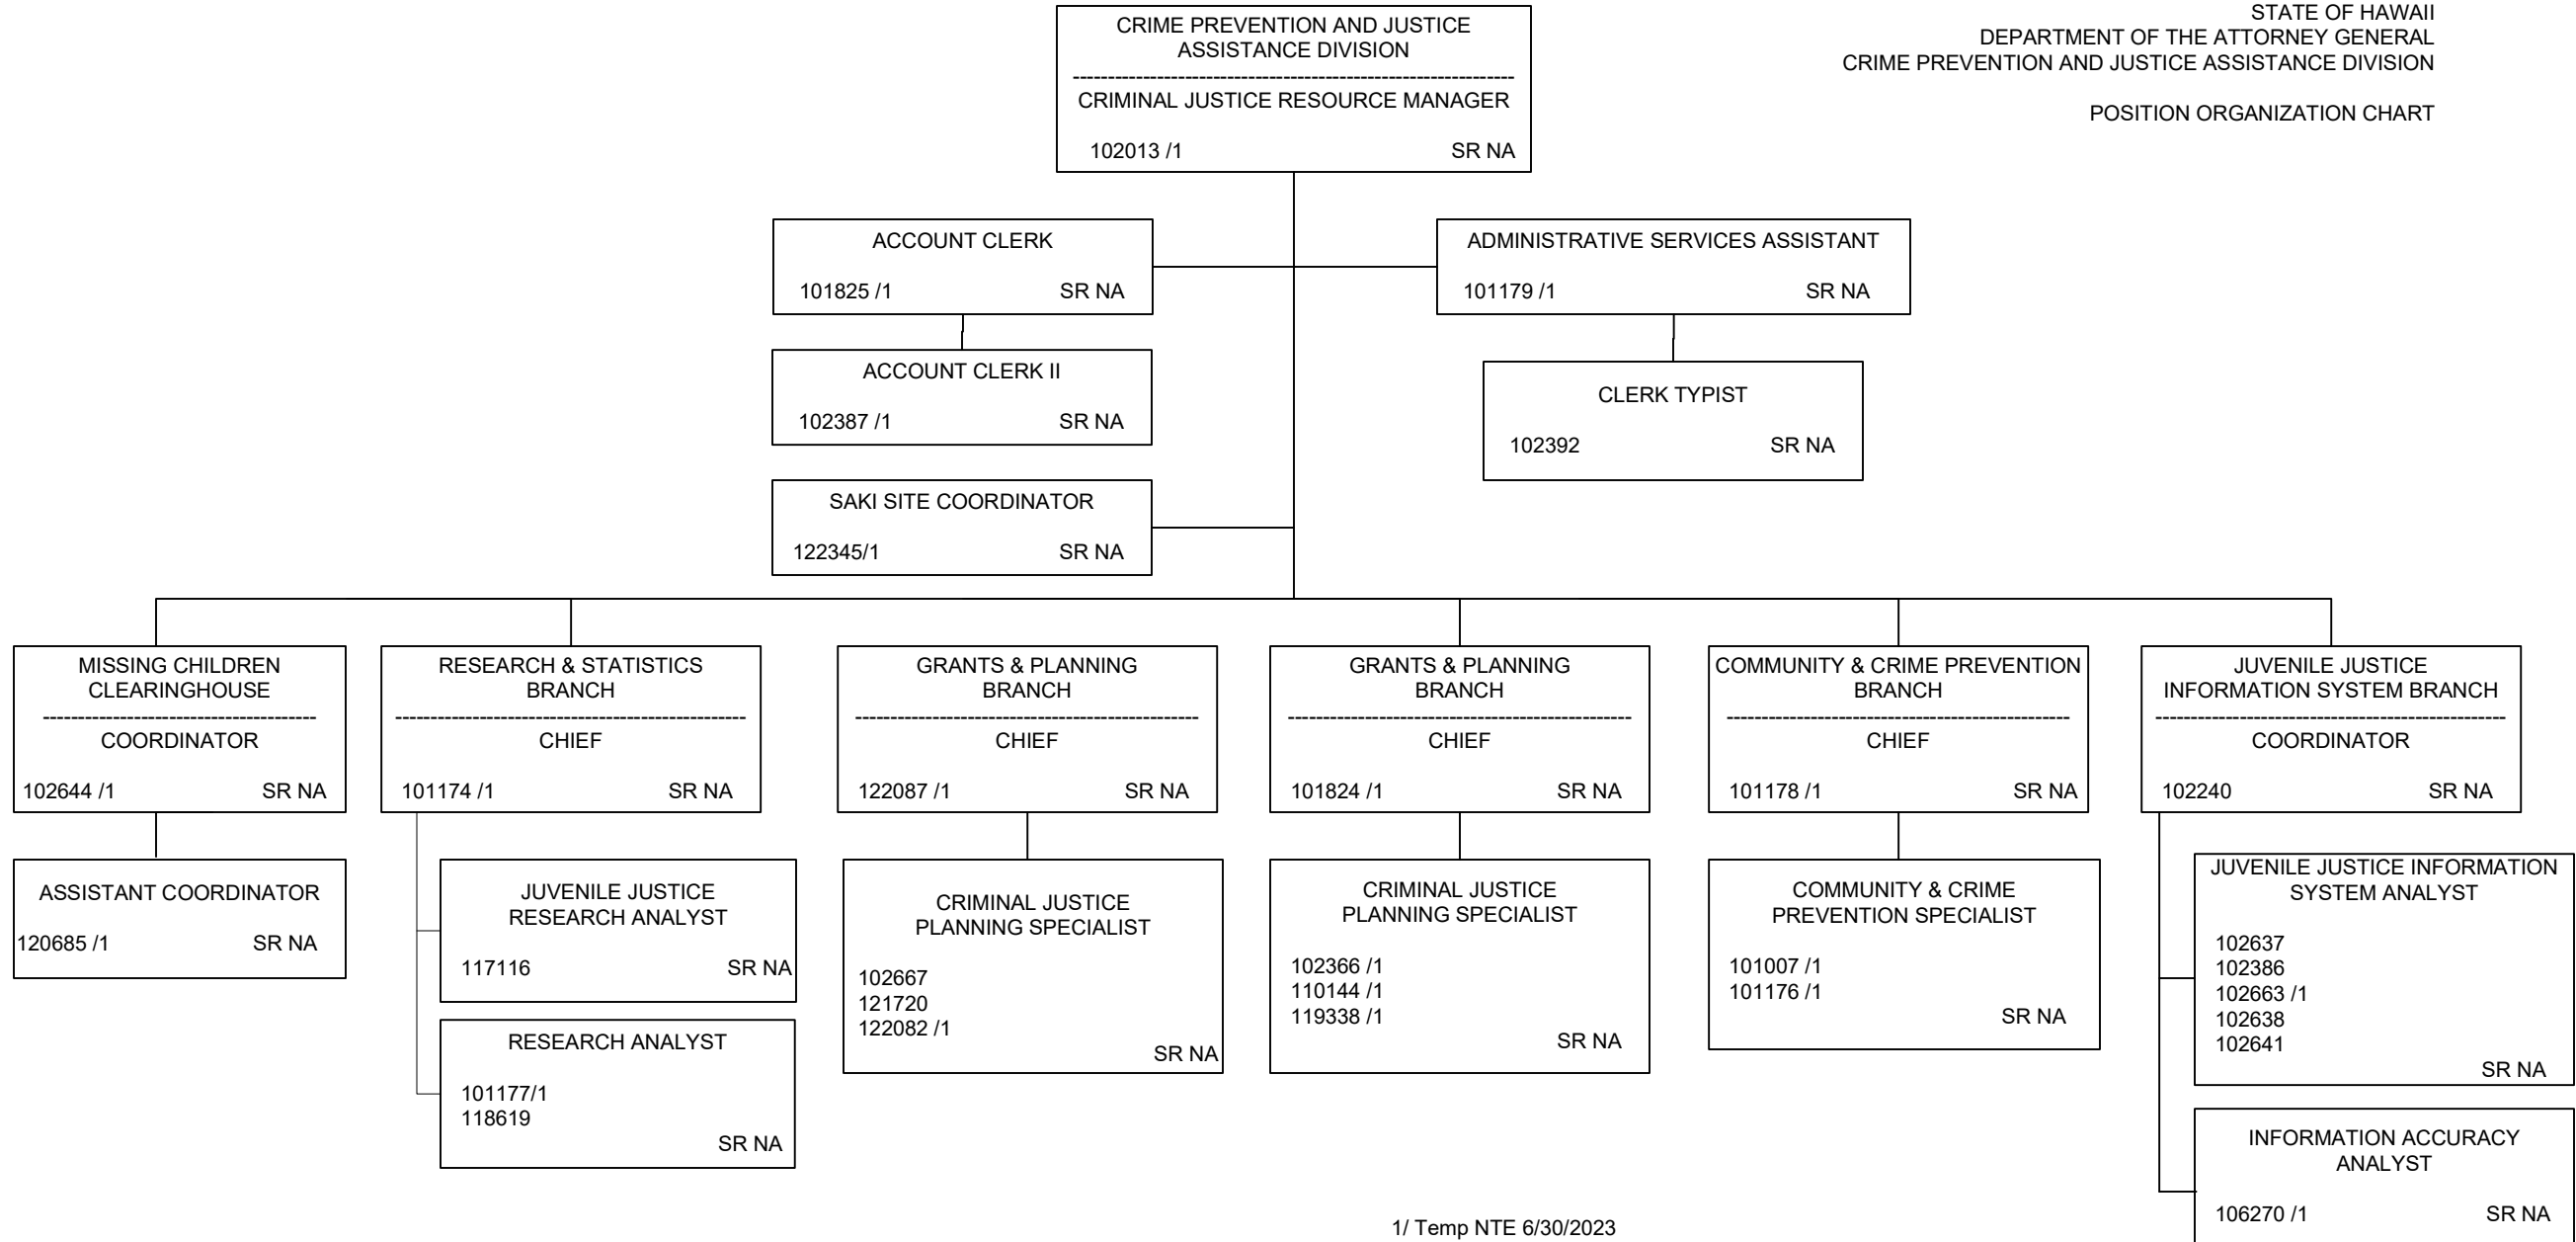 STATE OF HAWAII
DEPARTMENT OF THE ATTORNEY GENERAL
CRIME PREVENTION AND JUSTICE ASSISTANCE DIVISION
POSITION ORGANIZATION CHART
CRIME PREVENTION AND JUSTICE
ASSISTANCE DIVISION
CRIMINAL JUSTICE RESOURCE MANAGER
102013 /1 SR NA
ACCOUNT CLERK
101825 /1 SR NA
ADMINISTRATIVE SERVICES ASSISTANT
101179 /1 SR NA
ACCOUNT CLERK II
102387 /1 SR NA
CLERK TYPIST
102392 SR NA
SAKI SITE COORDINATOR
122345/1 SR NA
MISSING CHILDREN
CLEARINGHOUSE
COORDINATOR
102644 /1 SR NA
ASSISTANT COORDINATOR
120685 /1 SR NA
RESEARCH & STATISTICS
BRANCH
CHIEF
101174 /1 SR NA
JUVENILE JUSTICE
RESEARCH ANALYST
117116 SR NA
RESEARCH ANALYST
101177/1
118619
SR NA
GRANTS & PLANNING
BRANCH
CHIEF
122087 /1 SR NA
CRIMINAL JUSTICE
PLANNING SPECIALIST
102667
121720
122082 /1
SR NA
GRANTS & PLANNING
BRANCH
CHIEF
101824 /1 SR NA
CRIMINAL JUSTICE
PLANNING SPECIALIST
102366 /1
110144 /1
119338 /1
SR NA
COMMUNITY & CRIME PREVENTION
BRANCH
CHIEF
101178 /1 SR NA
COMMUNITY & CRIME
PREVENTION SPECIALIST
101007 /1
101176 /1
SR NA
JUVENILE JUSTICE
INFORMATION SYSTEM BRANCH
COORDINATOR
102240 SR NA
JUVENILE JUSTICE INFORMATION
SYSTEM ANALYST
102637
102386
102663 /1
102638
102641
SR NA
INFORMATION ACCURACY
ANALYST
106270 /1 SR NA
1/ Temp NTE 6/30/2023